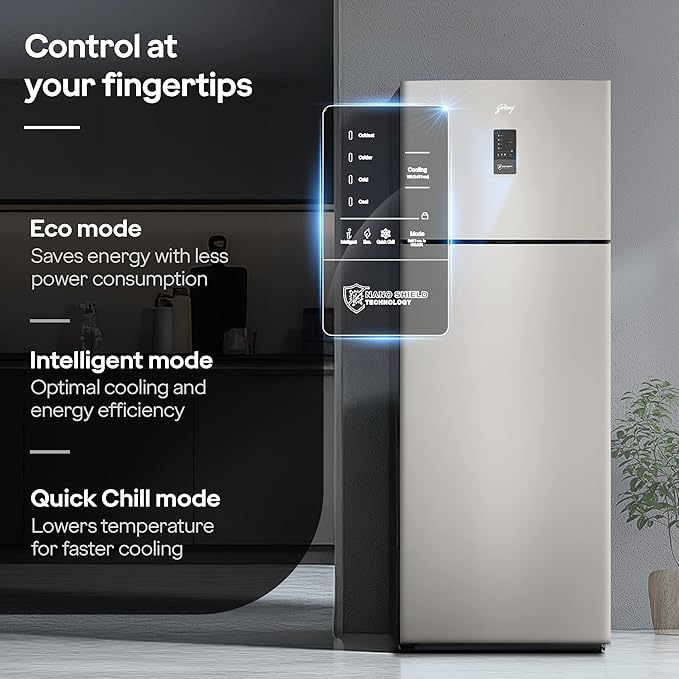 Control at
your fingertips
Eco mode
Saves energy with less
power consumption
Intelligent mode
Optimal cooling and
energy efficiency
Quick Chill mode
Lowers temperature
for faster cooling
Coldest
Colder
Cold
Cool
Cooling
Intelligent
Eco.
Quick Chill
Mode
NANO SHIELD
TECHNOLOGY
Godrej